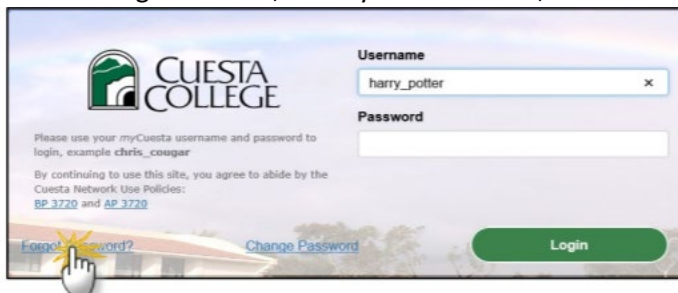 CUESTA
COLLEGE
Please use your myCuesta username and password to
login, example chris_cougar
By continuing to use this site, you agree to abide by the
Cuesta Network Use Policies:
BP 3720 and AP 3720
Username
harry_potter ×
Password
Forgot Password?
Change Password
Login